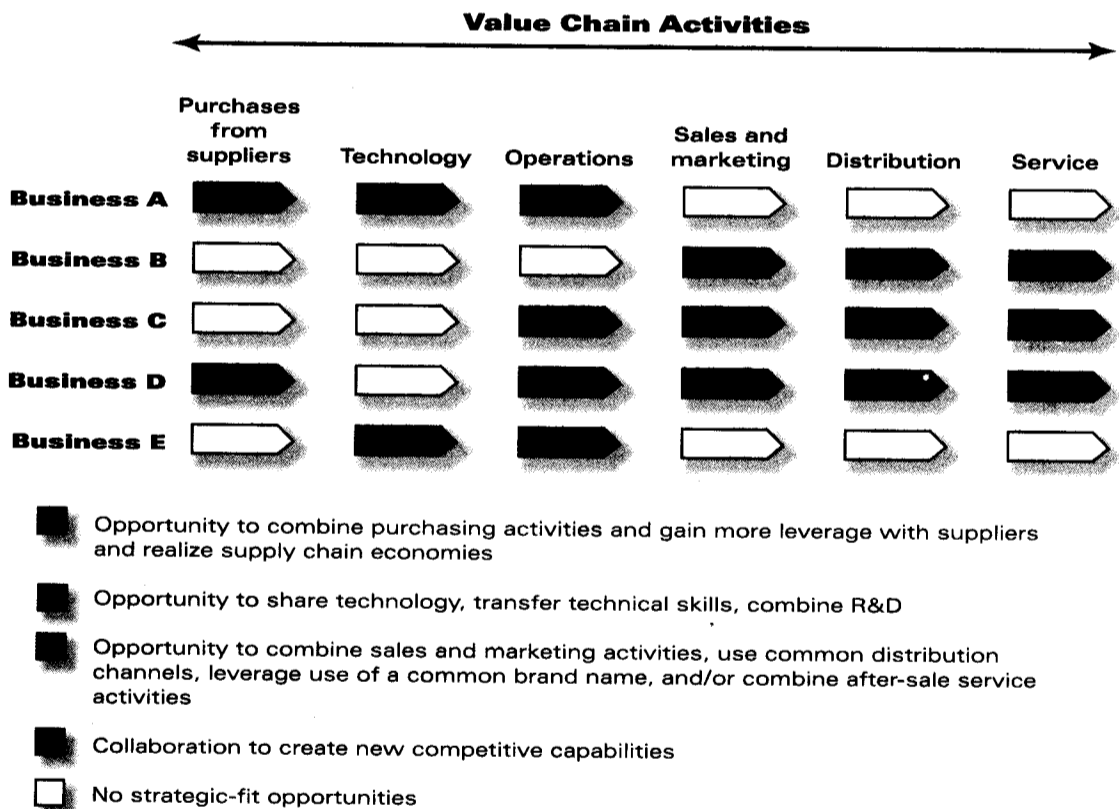 Value Chain Activities
Purchases
from
suppliers
Technology
Operations
Sales and
marketing
Distribution
Service
Business A
Business B
Business C
Business D
Business E
Opportunity to combine purchasing activities and gain more leverage with suppliers
and realize supply chain economies
Opportunity to share technology, transfer technical skills, combine R&D
Opportunity to combine sales and marketing activities, use common distribution
channels, leverage use of a common brand name, and/or combine after-sale service
activities
Collaboration to create new competitive capabilities
No strategic-fit opportunities